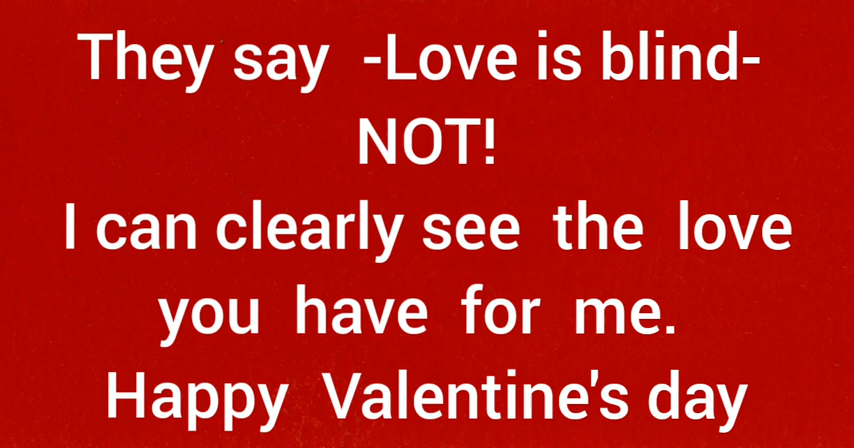 They say -Love is blind-
NOT!
I can clearly see the love
you have for me.
Happy Valentine's day